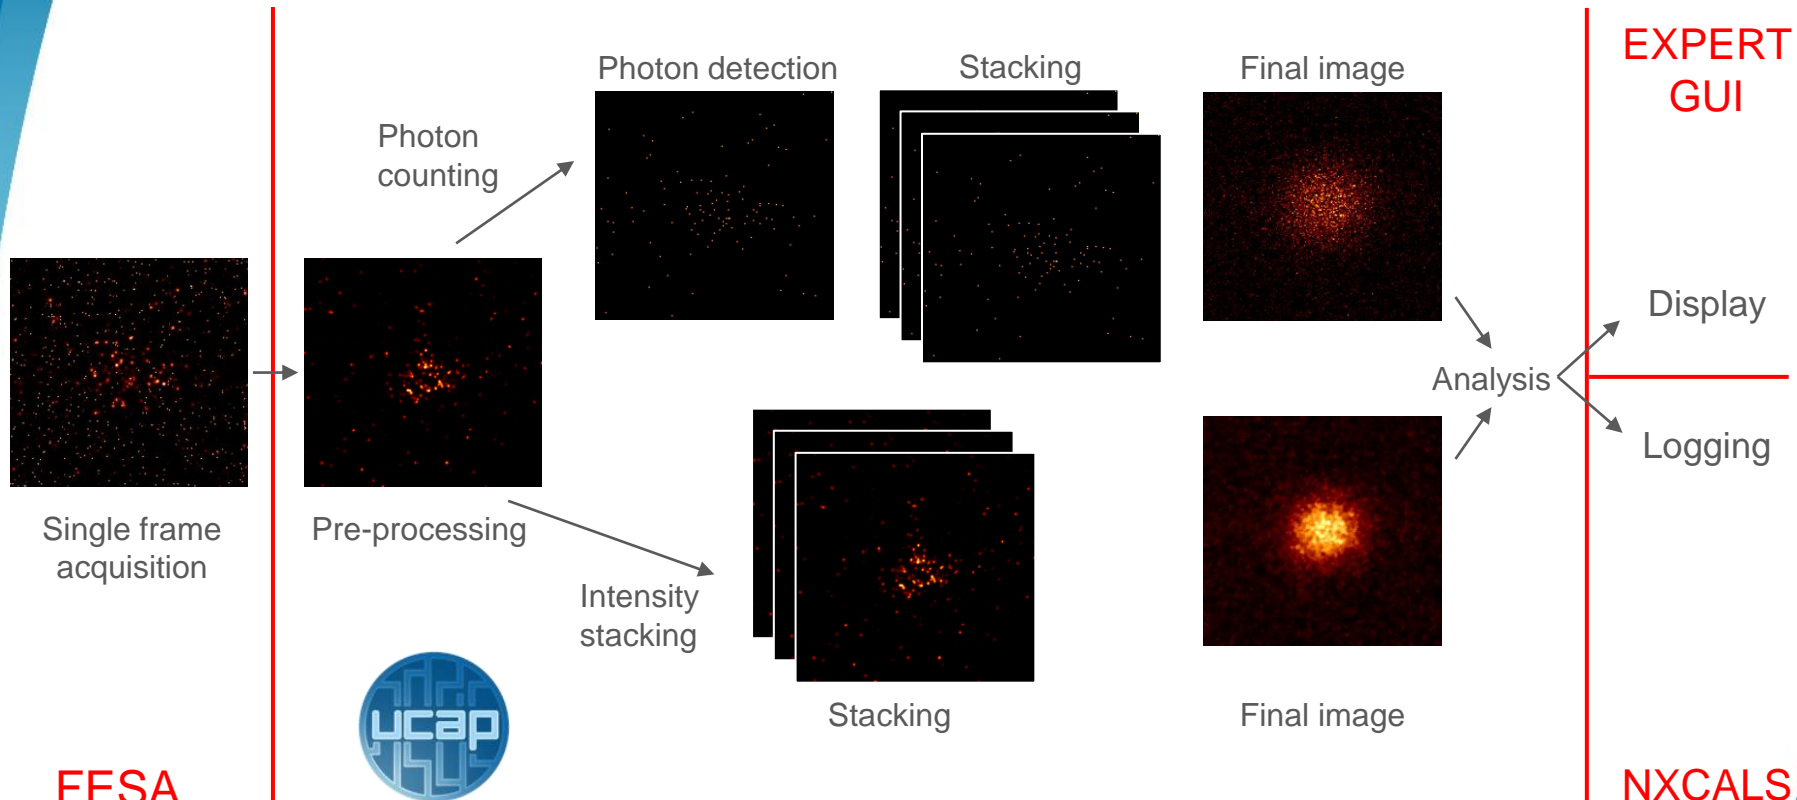 EXPERT
GUI
Photon detection
Stacking
Final image
Photon
counting
Display
Analysis
Logging
Single frame
acquisition
Pre-processing
Intensity
stacking
ucap
Stacking
Final image
FESA
NXCALS